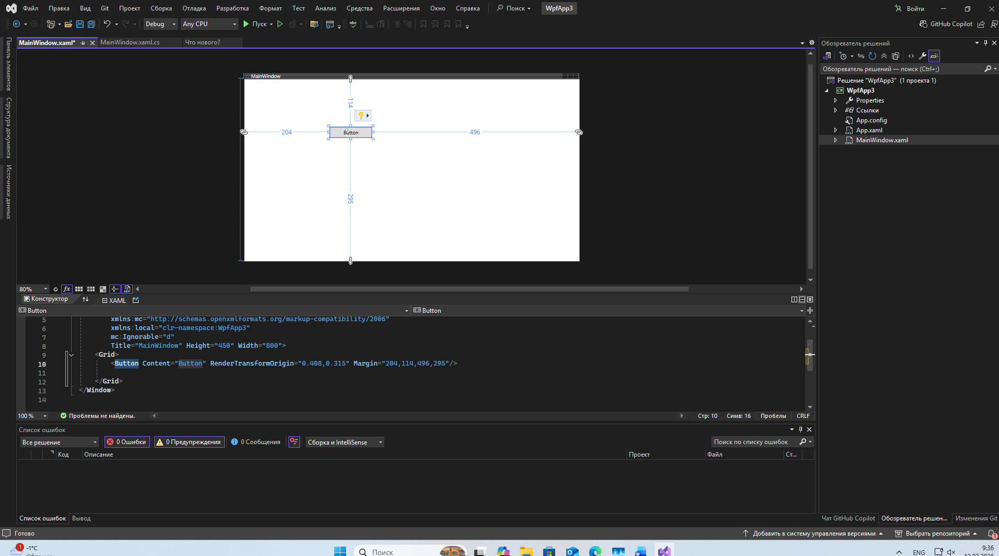 Файл Правка Вид Git Проект Сборка Отладка Разработка Формат Тест Анализ Средства Расширения Окно Справка Поиск WpfApp3 Войти
Debug Any CPU Пуск GitHub Copilot
MainWindow.xaml* MainWindow.xaml.cs Что нового?
Панель элементов
Структура документа
Источники данных
MainWindow
114
204 Button 496
295
80%
Конструктор XAML
Button Button
5 xmlns:mc="http://schemas.openxmlformats.org/markup-compatibility/2006"
6 xmlns:local="clr-namespace:WpfApp3"
7 mc:Ignorable="d"
8 Title="MainWindow" Height="450" Width="800">
9 <Grid>
10 <Button Content="Button" RenderTransformOrigin="0.408,0.315" Margin="204,114,496,295"/>
11
12 </Grid>
13 </Window>
14
100 % Проблемы не найдены. Стр: 10 Симв: 16 Пробелы CRLF
Список ошибок
Все решение 0 Ошибки 0 Предупреждения 0 Сообщения Сборка и IntelliSense Поиск по списку ошибок
Код Описание Проект Файл Ст...
Список ошибок Вывод
Обозреватель решений
Обозреватель решений — поиск (Ctrl+;)
Решение "WpfApp3" (1 проекта 1)
C# WpfApp3
Properties
Ссылки
App.config
App.xaml
MainWindow.xaml
Чат GitHub Copilot Обозреватель решен... Изменения Git
Готово Добавить в систему управления версиями Выбрать репозиторий 1
1 -1°C
Поиск
ENG 9:36